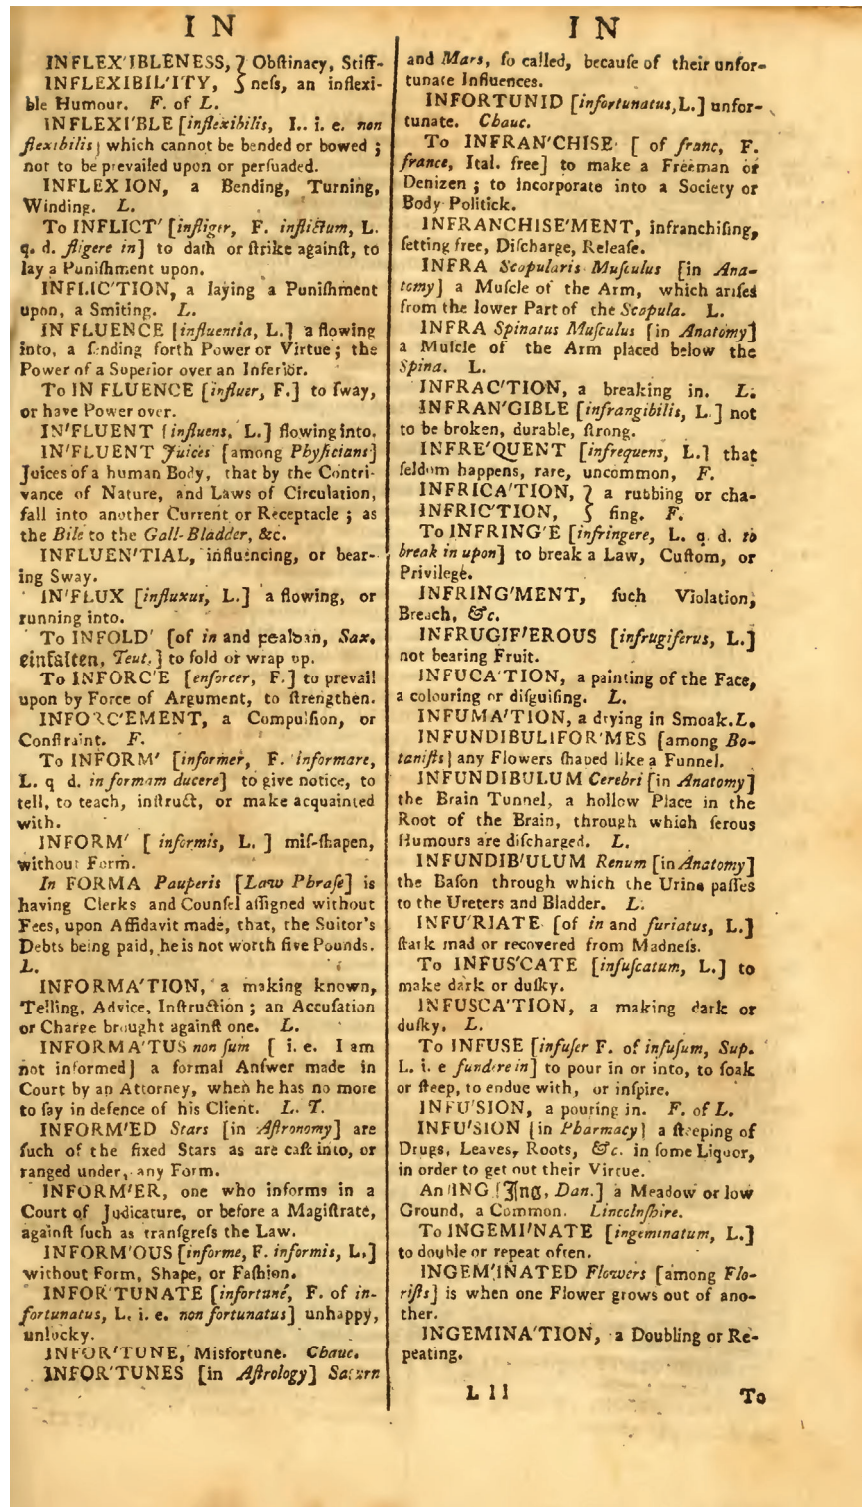 I N
INFLEX'IBLENESS, } Obſtinacy, Stiff-
INFLEXIBIL'ITY, } neſs, an inflexi-
ble Humour. F. of L.
INFLEXI'BLE [inflexibilis, L. i. e. non
flexibilis] which cannot be bended or bowed ;
not to be prevailed upon or perſuaded.
INFLEXION, a Bending, Turning,
Winding. L.
To INFLICT' [infliger, F. inflictum, L.
q. d. fligere in] to daſh or ſtrike againſt, to
lay a Puniſhment upon.
INFLICTION, a laying a Puniſhment
upon, a Smiting. L.
IN FLUENCE [influentia, L.] a flowing
into, a ſending forth Power or Virtue ; the
Power of a Superior over an Inferiòr.
To IN FLUENCE [influer, F.] to ſway,
or have Power over.
IN'FLUENT [influens, L.] flowing into.
IN'FLUENT Juices [among Phyſicians]
Juices of a human Body, that by the Contri-
vance of Nature, and Laws of Circulation,
fall into another Current or Receptacle ; as
the Bile to the Gall-Bladder, &c.
INFLUEN'TIAL, influencing, or bear-
ing Sway.
IN'FLUX [influxus, L.] a flowing, or
running into.
To INFOLD' [of in and pealban, Sax.
einfalten, Teut.] to fold or wrap up.
To INFORC'E [enforcer, F.] to prevail
upon by Force of Argument, to ſtrengthen.
INFORC'EMENT, a Compulſion, or
Conſtraint. F.
To INFORM' [informer, F. informare,
L. q d. in formam ducere] to give notice, to
tell, to teach, inſtruct, or make acquainted
with.
INFORM' [ informis, L. ] miſ-ſhapen,
without Form.
In FORMA Pauperis [Law Phraſe] is
having Clerks and Counſel aſſigned without
Fees, upon Affidavit made, that, the Suitor's
Debts being paid, he is not worth five Pounds.
L.
INFORMA'TION, a making known,
Telling, Advice, Inſtruction ; an Accuſation
or Charge brought againſt one. L.
INFORMA'TUS non ſum [ i. e. I am
not informed] a formal Anſwer made in
Court by an Attorney, when he has no more
to ſay in defence of his Client. L. T.
INFORM'ED Stars [in Aſtronomy] are
ſuch of the fixed Stars as are caſt into, or
ranged under, any Form.
INFORM'ER, one who informs in a
Court of Judicature, or before a Magiſtrate,
againſt ſuch as tranſgreſs the Law.
INFORM'OUS [informe, F. informis, L.]
without Form, Shape, or Faſhion.
INFOR'TUNATE [infortuné, F. of in-
fortunatus, L. i. e. non fortunatus] unhappy,
unlucky.
INFOR'TUNE, Misfortune. Chauc.
INFOR'TUNES [in Aſtrology] Saturn
I N
and Mars, ſo called, becauſe of their unfor-
tunate Influences.
INFORTUNID [infortunatus, L.] unfor-
tunate. Chauc.
To INFRAN'CHISE [ of franc, F.
france, Ital. free] to make a Freeman or
Denizen ; to incorporate into a Society or
Body Politick.
INFRANCHISE'MENT, infranchiſing,
ſetting free, Diſcharge, Releaſe.
INFRA Scopularis Muſculus [in Ana-
tomy] a Muſcle of the Arm, which ariſes
from the lower Part of the Scopula. L.
INFRA Spinatus Muſculus [in Anatomy]
a Muſcle of the Arm placed below the
Spina. L.
INFRAC'TION, a breaking in. L.
INFRAN'GIBLE [infrangibilis, L.] not
to be broken, durable, ſtrong.
INFRE'QUENT [infrequens, L.] that
ſeldom happens, rare, uncommon, F.
INFRICA'TION, } a rubbing or cha-
INFRICTION, } fing. F.
To INFRING'E [infringere, L. q. d. to
break in upon] to break a Law, Cuſtom, or
Privilege.
INFRING'MENT, ſuch Violation,
Breach, &c.
INFRUGIF'EROUS [infrugiferus, L.]
not bearing Fruit.
INFUCA'TION, a painting of the Face,
a colouring or diſguiſing. L.
INFUMA'TION, a drying in Smoak. L.
INFUNDIBULIFOR'MES [among Bo-
taniſts] any Flowers ſhaped like a Funnel.
INFUNDIBULUM Cerebri [in Anatomy]
the Brain Tunnel, a hollow Place in the
Root of the Brain, through which ſerous
Humours are diſcharged. L.
INFUNDIB'ULUM Renum [in Anatomy]
the Baſon through which the Urine paſſes
to the Ureters and Bladder. L.
INFU'RIATE [of in and furiatus, L.]
ſtark mad or recovered from Madneſs.
To INFUS'CATE [infuſcatum, L.] to
make dark or duſky.
INFUSCA'TION, a making dark or
duſky. L.
To INFUSE [infuſer F. of infuſum, Sup.
L. i. e fundere in] to pour in or into, to ſoak
or ſteep, to endue with, or inſpire.
INFU'SION, a pouring in. F. of L.
INFU'SION [in Pharmacy] a ſteeping of
Drugs, Leaves, Roots, &c. in ſome Liquor,
in order to get out their Virtue.
An ING [Ing, Dan.] a Meadow or low
Ground, a Common. Lincolnſhire.
To INGEMI'NATE [ingeminatum, L.]
to double or repeat often.
INGEM'INATED Flowers [among Flo-
riſts] is when one Flower grows out of ano-
ther.
INGEMINA'TION, a Doubling or Re-
peating.
L l l
To